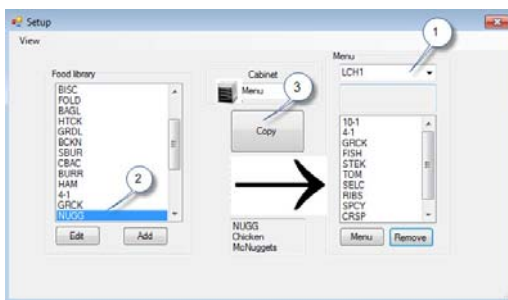 Setup
View
1
Food library
BISC
FOLD
BAGL
HTCK
GRDL
BCKN
SBUR
CBAC
BURR
HAM
4-1
GRCK
NUGG
2
Edit
Add
Cabinet
Menu
3
Copy
NUGG
Chicken
McNuggets
Menu
LCH1
10-1
4-1
GRCK
FISH
STEK
TOM
SELC
RIBS
SPCY
CRSP
Menu
Remove